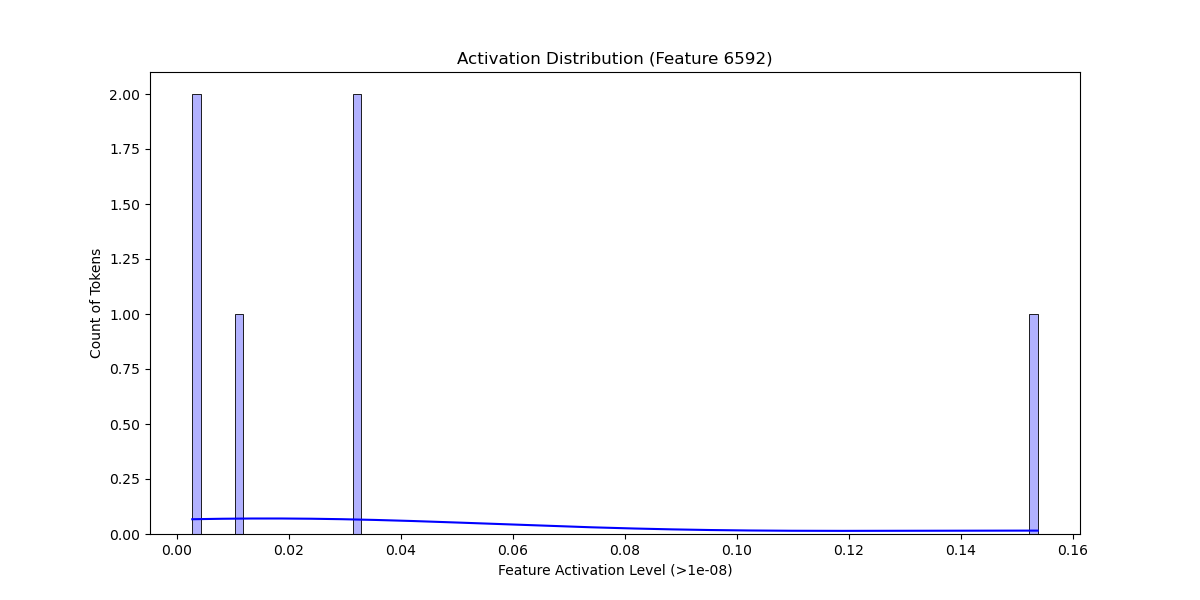 Activation Distribution (Feature 6592)
2.00
1.75
1.50
1.25
1.00
0.75
0.50
0.25
0.00
Count of Tokens
0.00 0.02 0.04 0.06 0.08 0.10 0.12 0.14 0.16
Feature Activation Level (>1e-08)